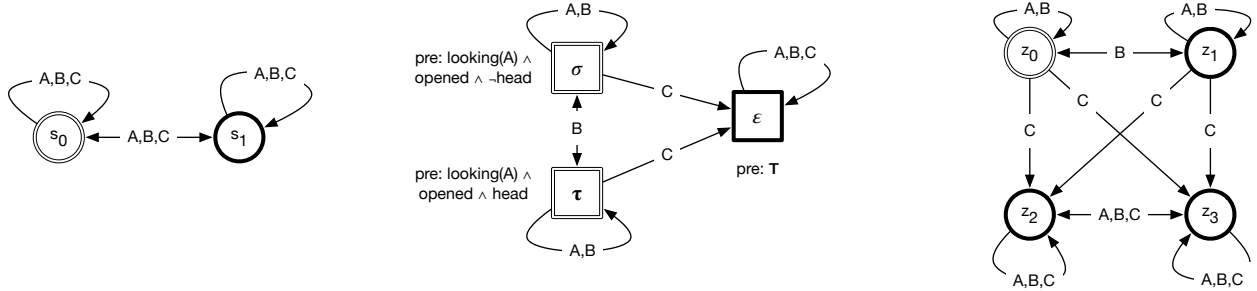 A,B,C
A,B,C
s0
A,B,C
s1
A,B
pre: looking(A) ∧
opened ∧ ¬head
σ
C
A,B,C
B
ε
C
pre: T
pre: looking(A) ∧
opened ∧ head
τ
A,B
A,B
A,B
z0
B
z1
C
C
C
C
z2
A,B,C
z3
A,B,C
A,B,C